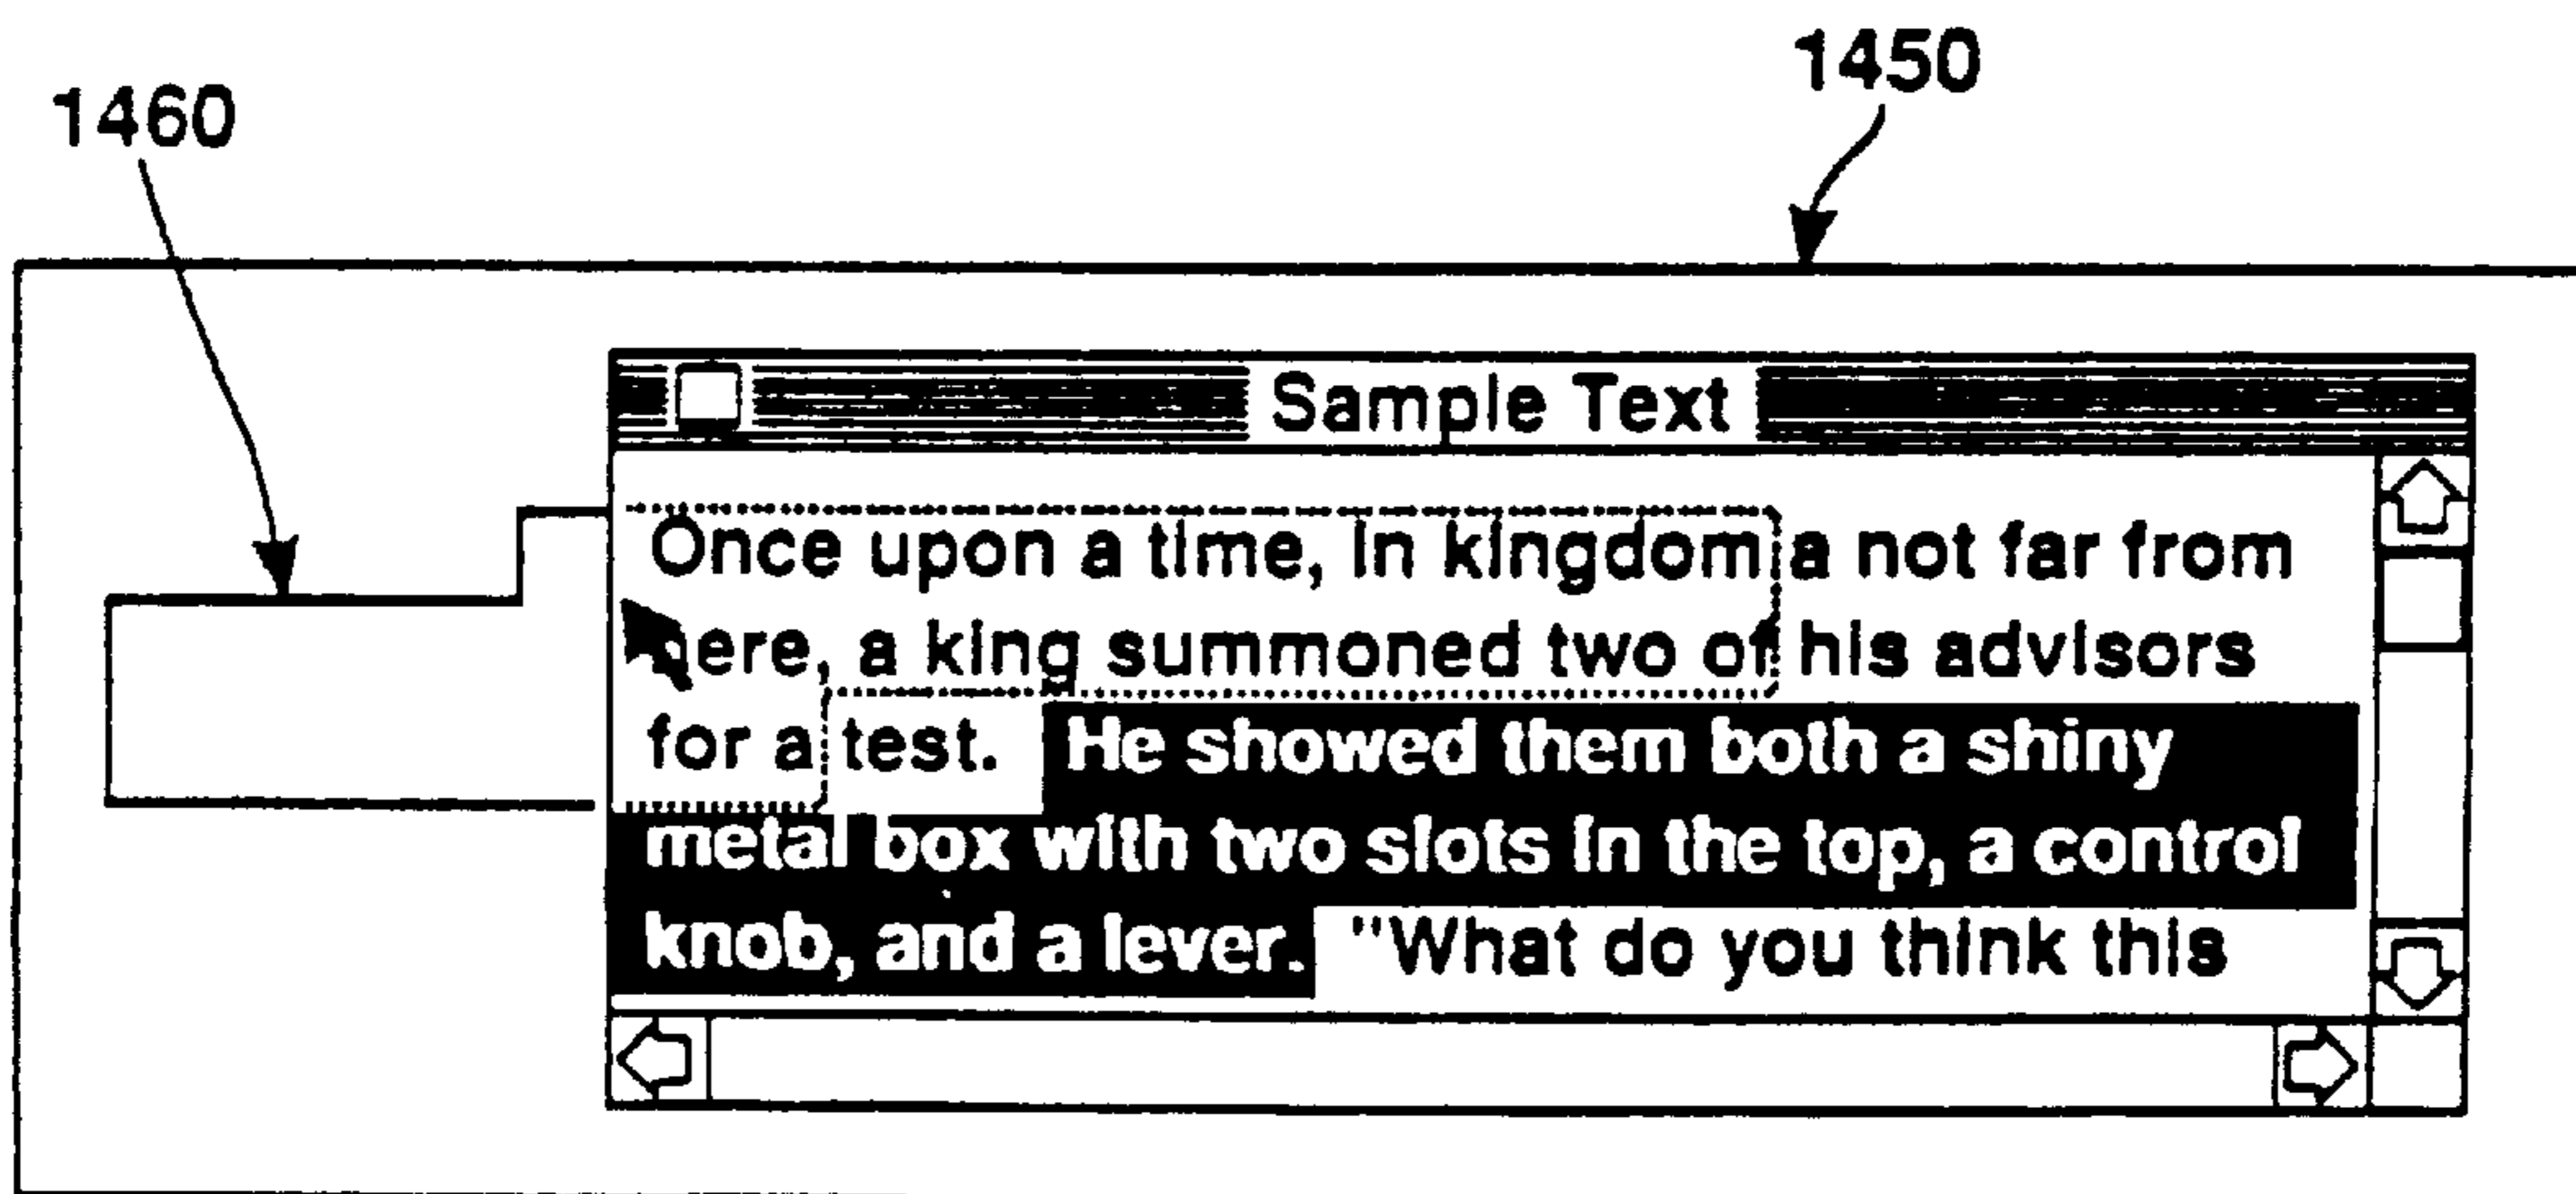 1460
1450
Sample Text
Once upon a time, in kingdom a not far from
here, a king summoned two of his advisors
for a test. He showed them both a shiny
metal box with two slots in the top, a control
knob, and a lever. "What do you think this